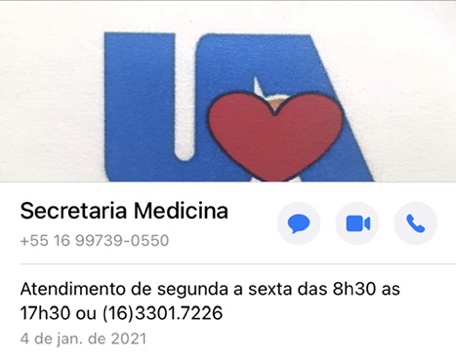 UA
Secretaria Medicina
+55 16 99739-0550
Atendimento de segunda a sexta das 8h30 as
17h30 ou (16)3301.7226
4 de jan. de 2021